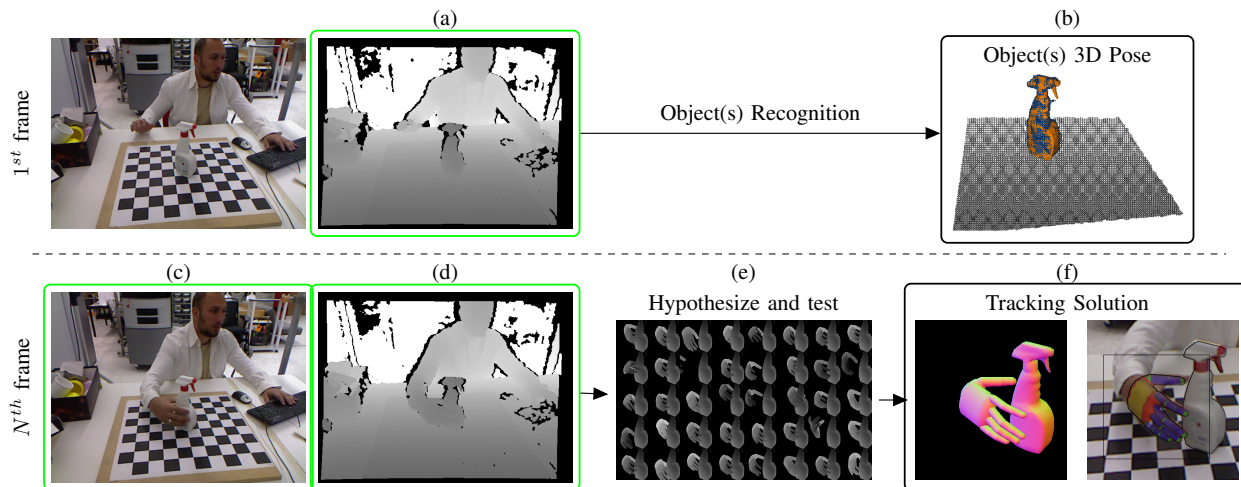 (a)
(b)
1st frame
Object(s) Recognition
Object(s) 3D Pose
(c)
(d)
(e)
(f)
Nth frame
Hypothesize and test
Tracking Solution